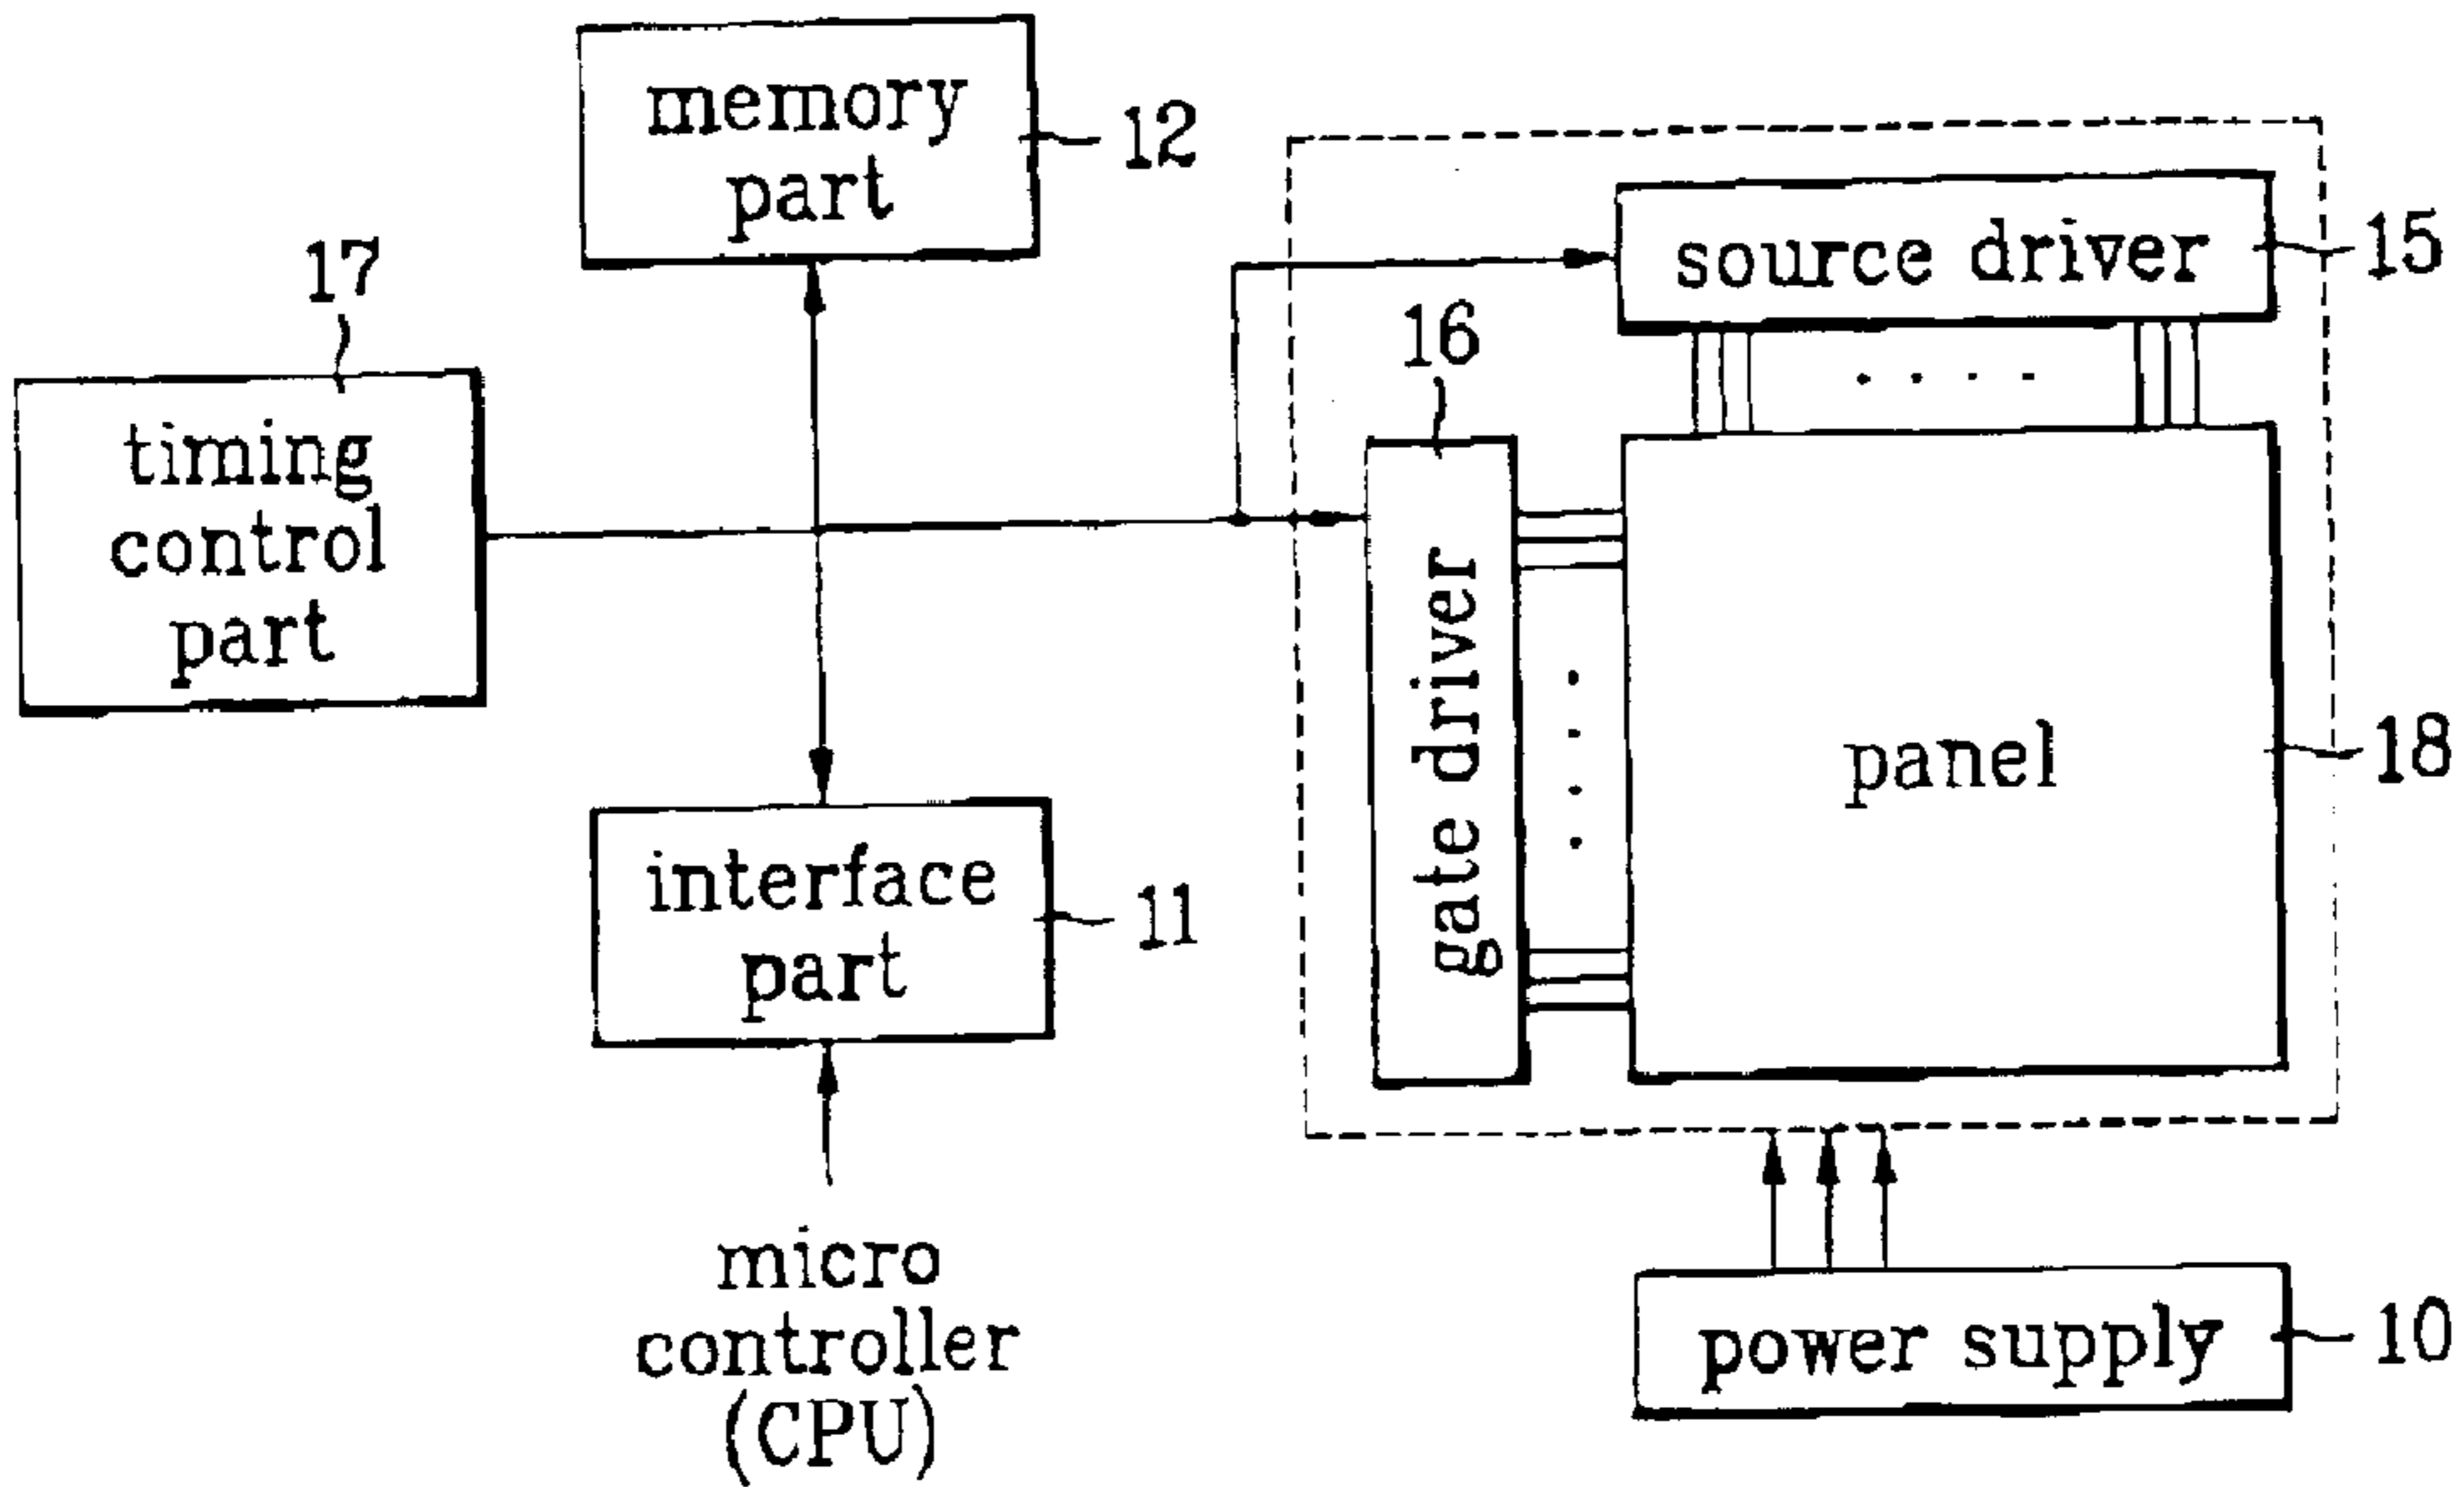 memory
part
12
17
timing
control
part
source driver
15
16
gate driver
panel
18
interface
part
11
micro
controller
(CPU)
power supply
10